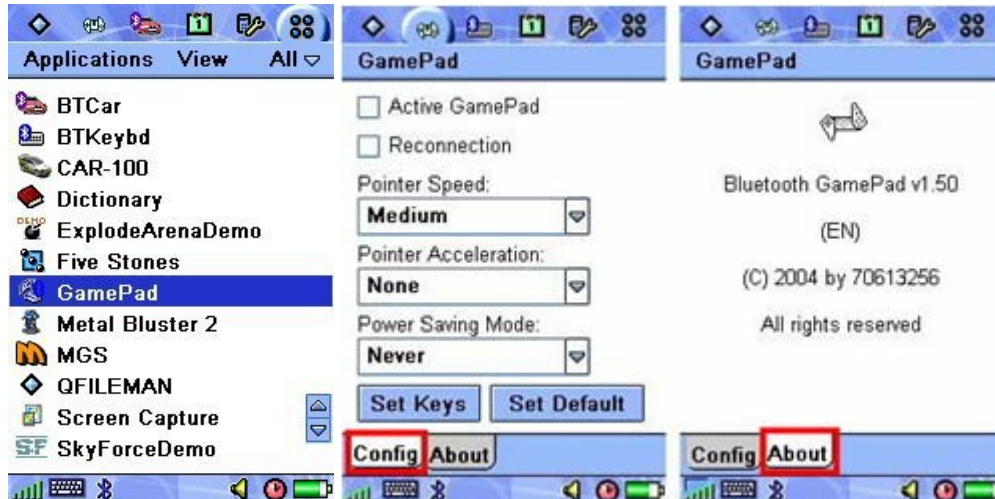 Applications View All
BTCar
BTKeybd
CAR-100
Dictionary
DEMO
ExplodeArenaDemo
Five Stones
GamePad
Metal Bluster 2
MGS
QFILEMAN
Screen Capture
SF SkyForceDemo
GamePad
Active GamePad
Reconnection
Pointer Speed:
Medium
Pointer Acceleration:
None
Power Saving Mode:
Never
Set Keys Set Default
Config About
GamePad
Bluetooth GamePad v1.50
(EN)
(C) 2004 by 70613256
All rights reserved
Config About